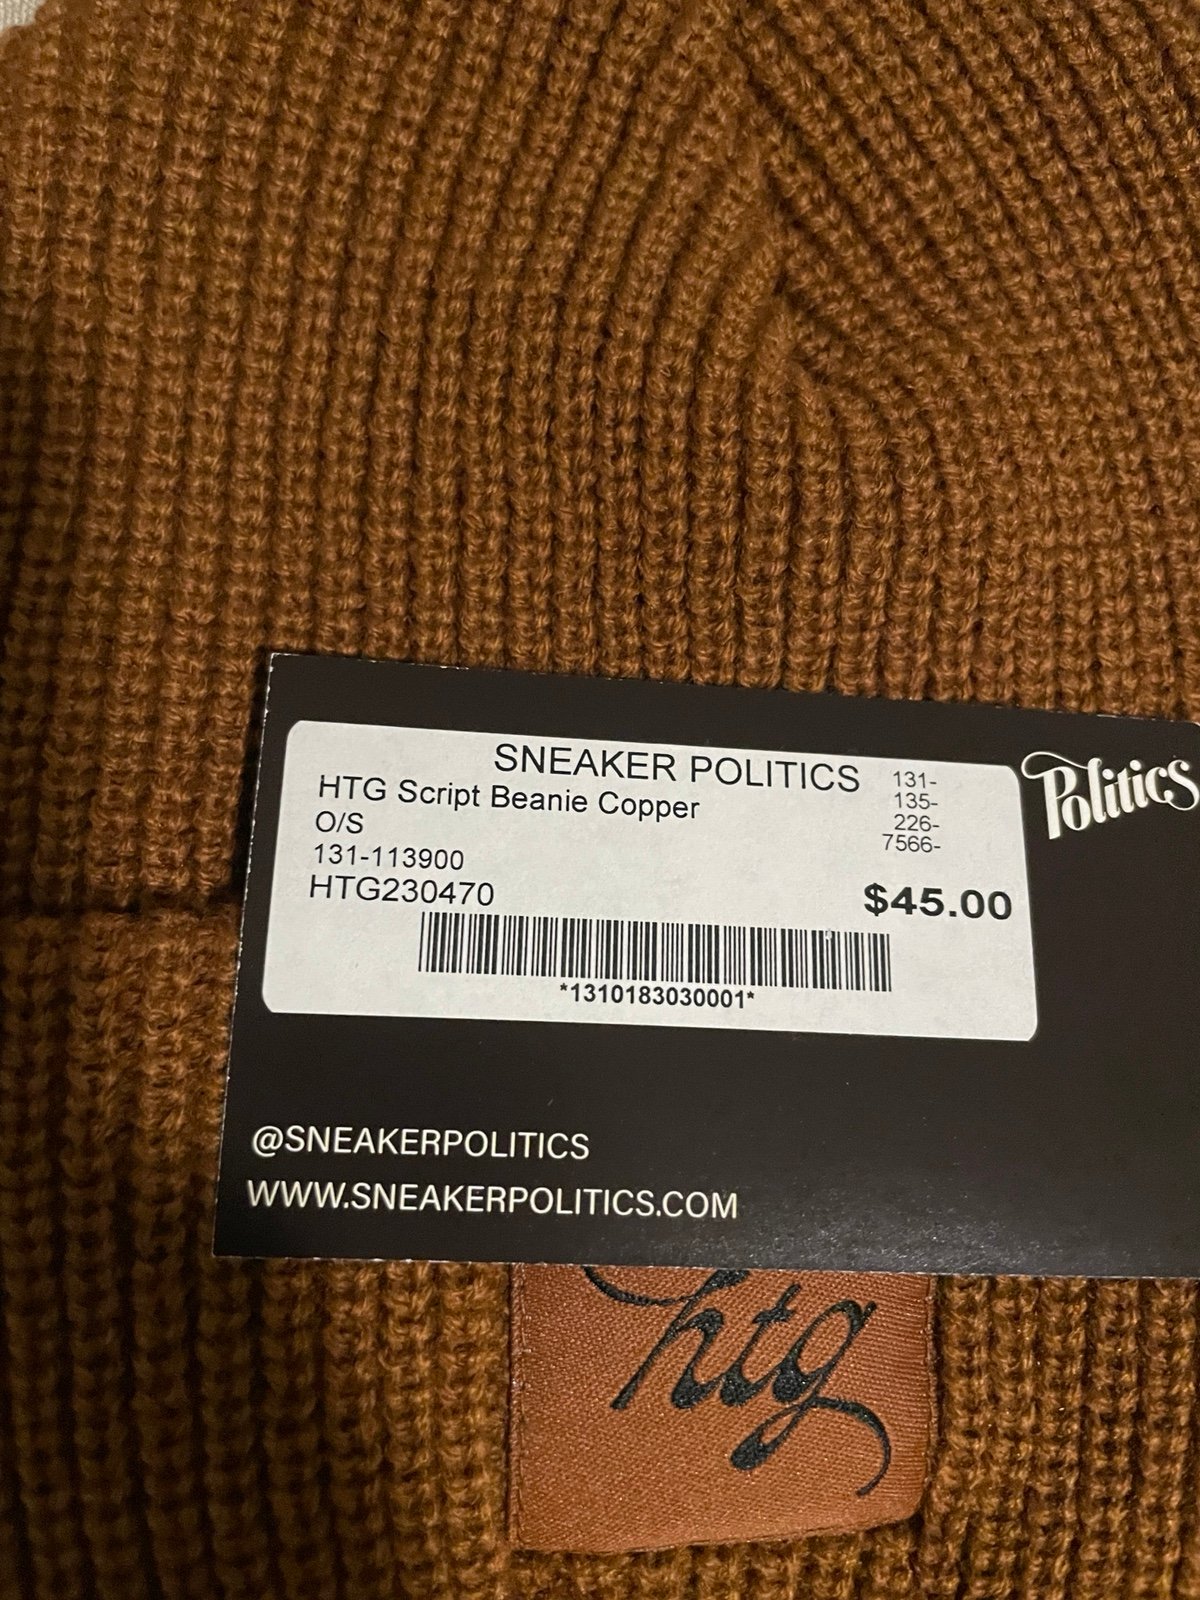 SNEAKER POLITICS
HTG Script Beanie Copper
O/S
131-113900
HTG230470
131-
135-
226-
7566-
$45.00
*1310183030001*
Politics
@SNEAKERPOLITICS
WWW.SNEAKERPOLITICS.COM
htg